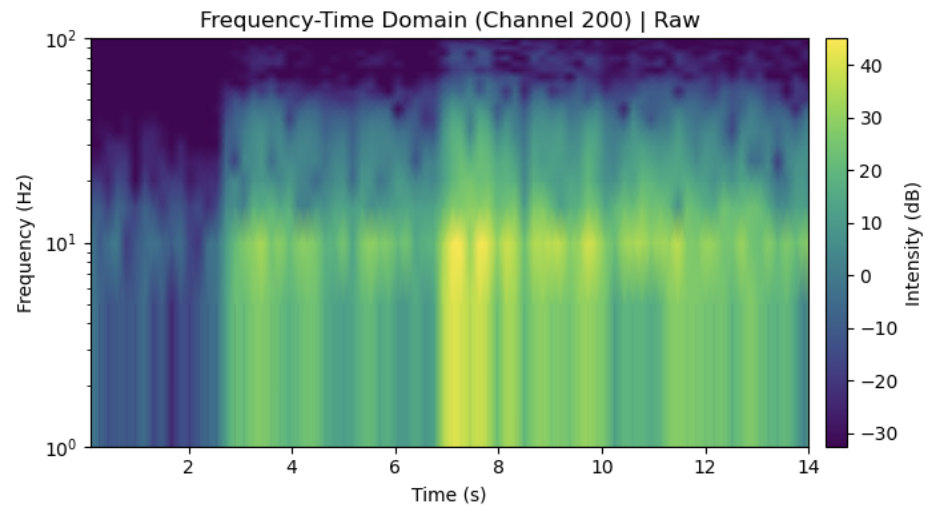 Frequency-Time Domain (Channel 200) | Raw
10²
10¹
10⁰
Frequency (Hz)
2 4 6 8 10 12 14
Time (s)
40
30
20
10
0
−10
−20
−30
Intensity (dB)